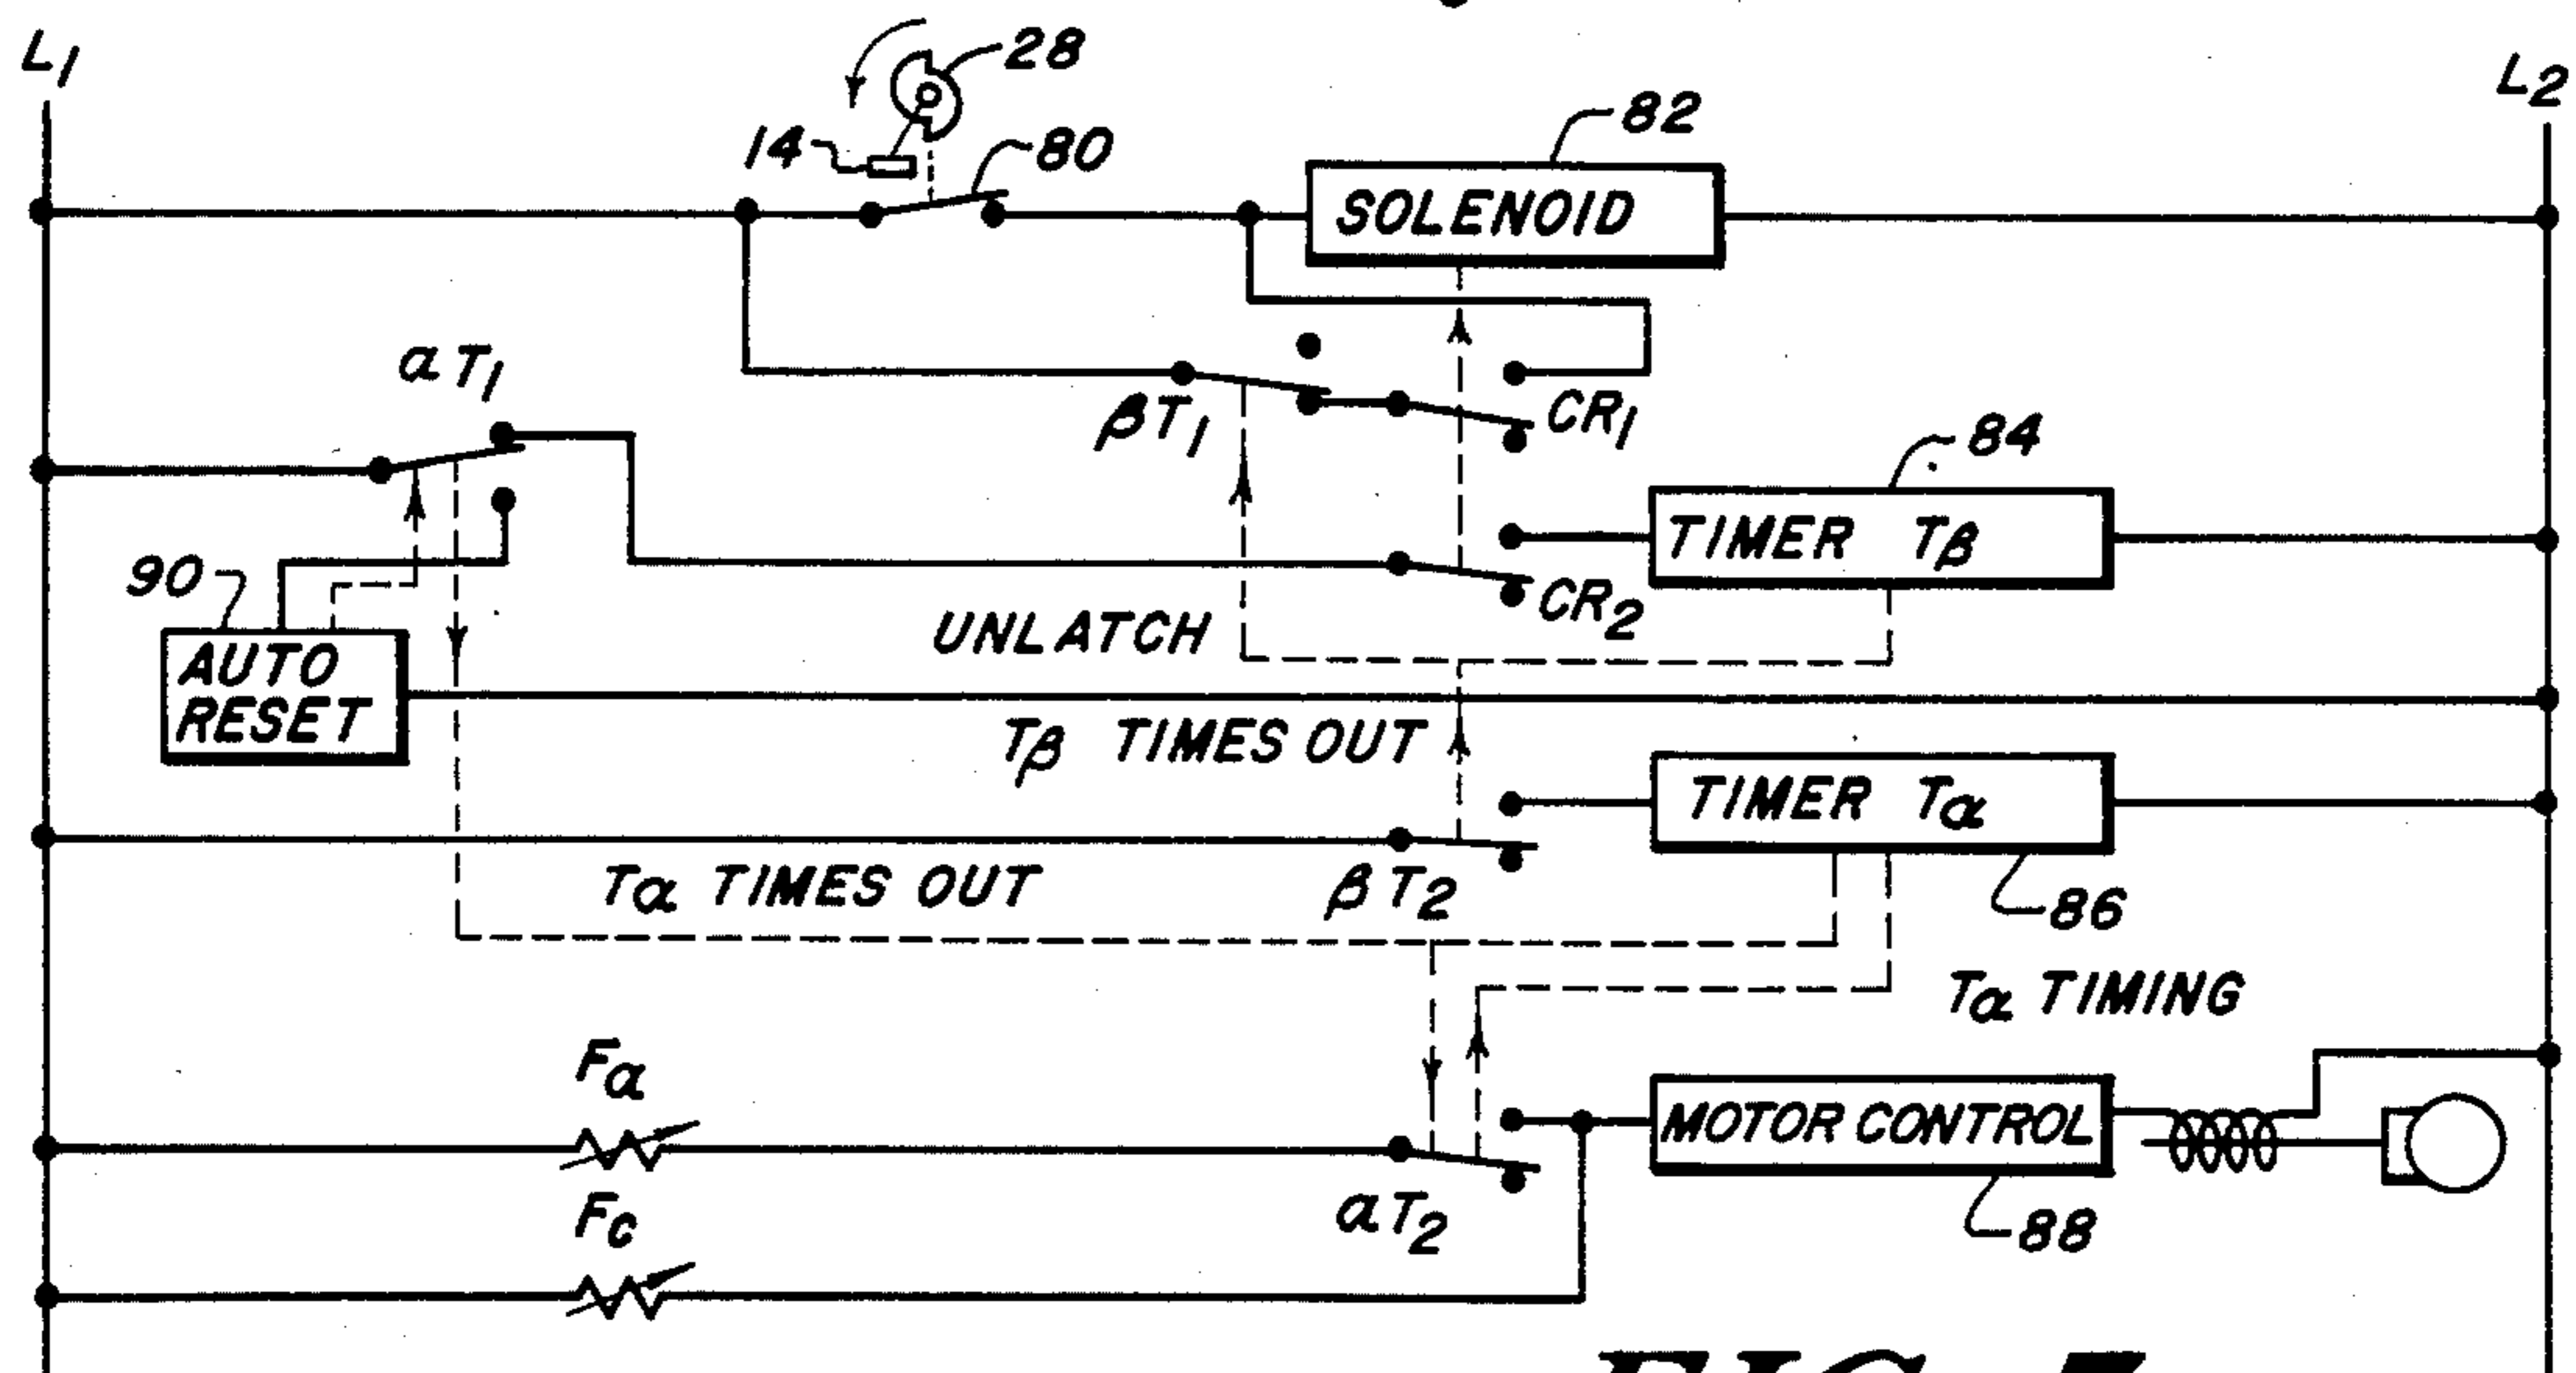 L1
28
L2
82
14
80
SOLENOID
αT1
βT1
CR1
84
TIMER Tβ
90
CR2
UNLATCH
AUTO
RESET
Tβ TIMES OUT
TIMER Tα
Tα TIMES OUT
βT2
86
Tα TIMING
Fα
MOTOR CONTROL
αT2
Fc
88